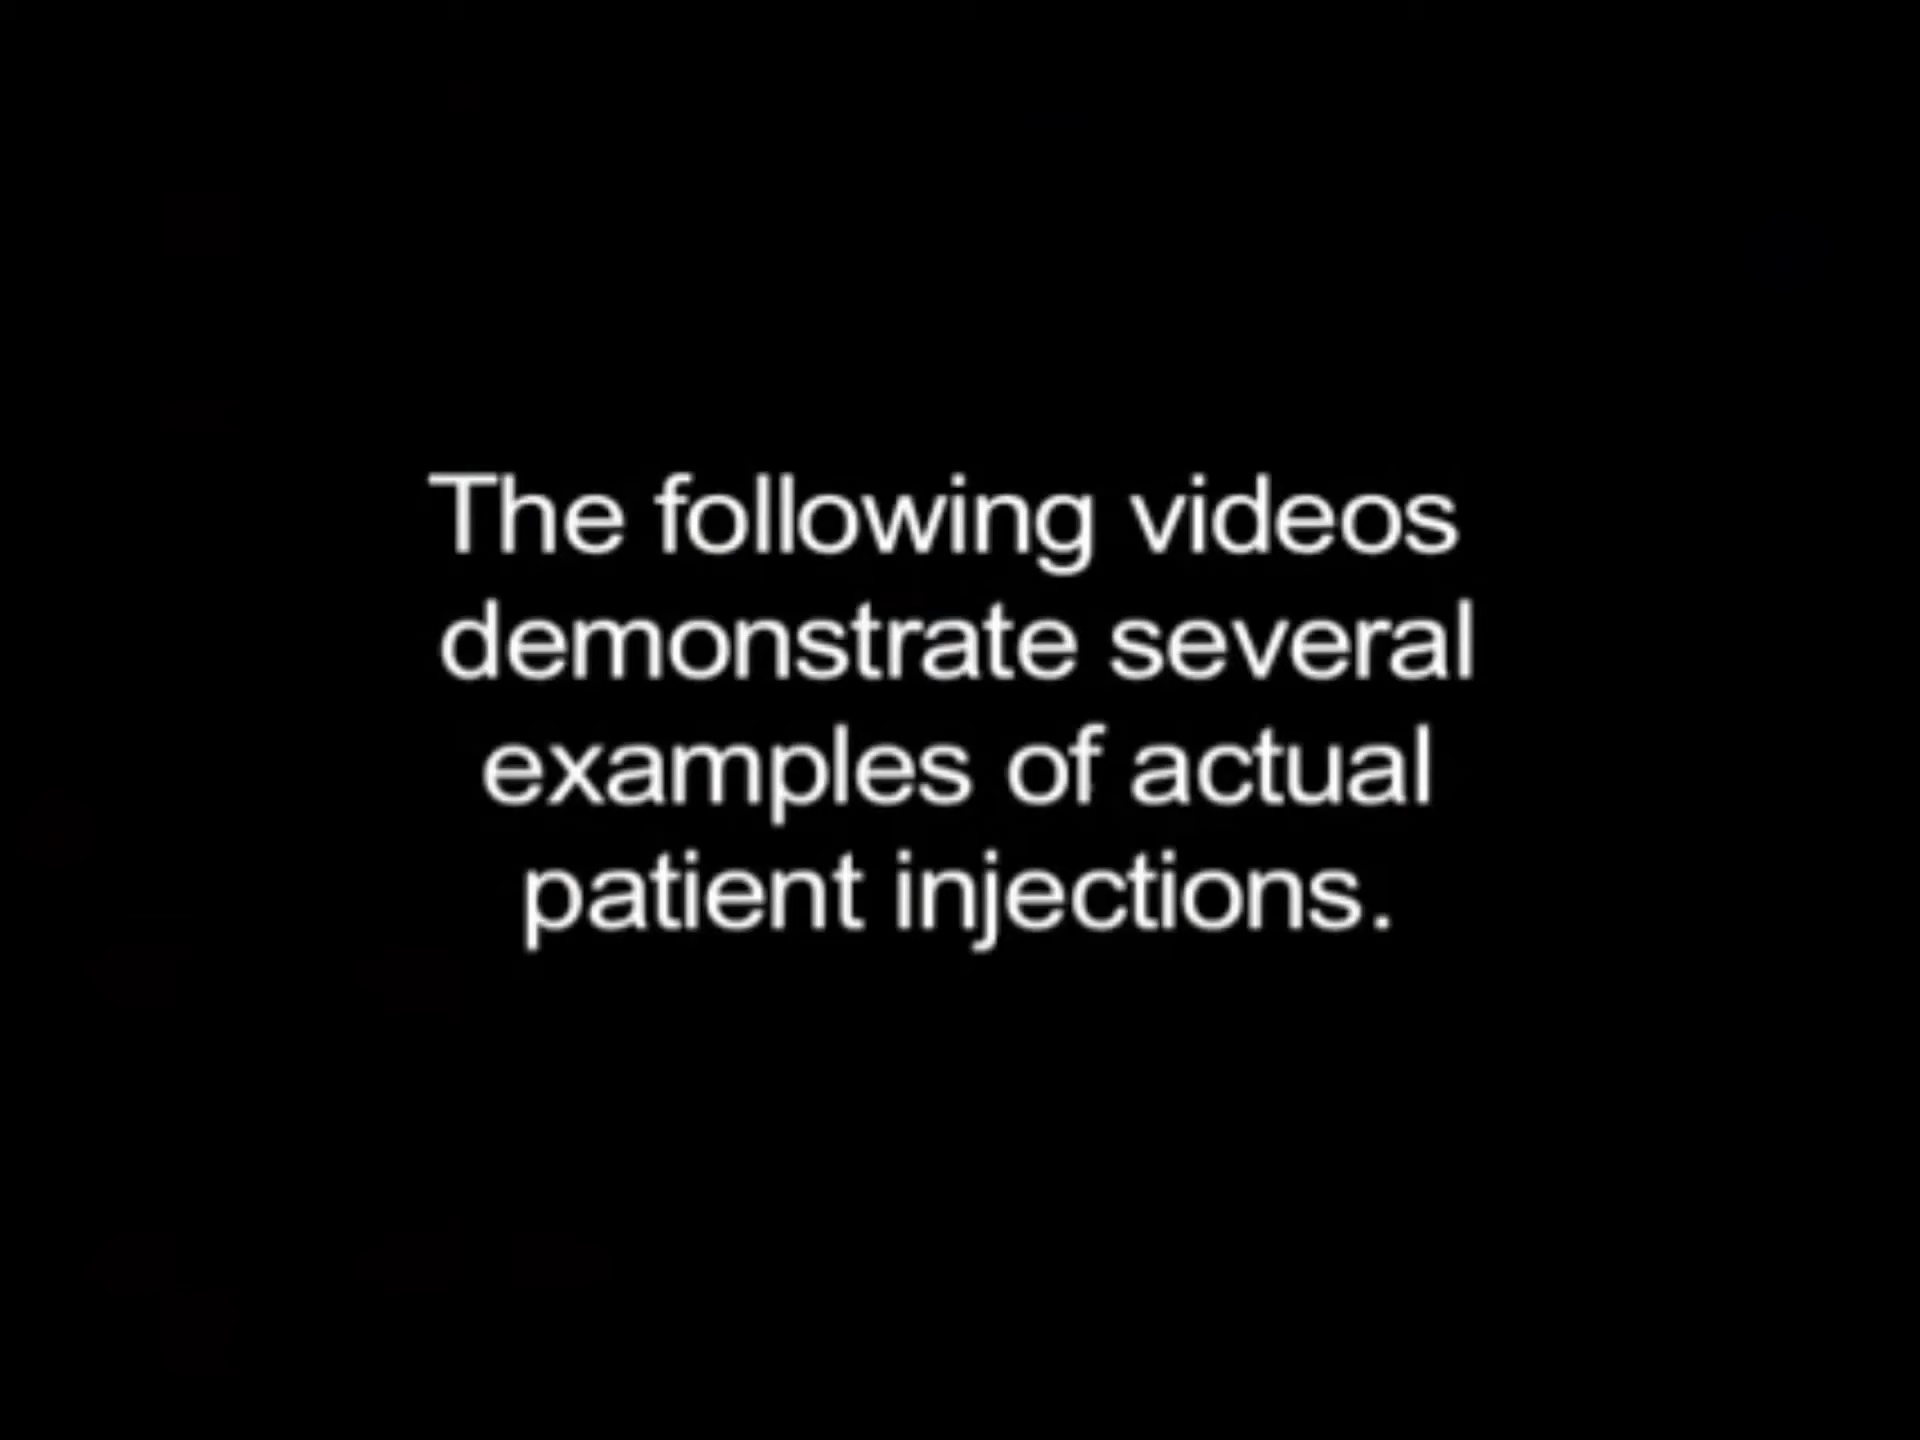 The following videos
demonstrate several
examples of actual
patient injections.